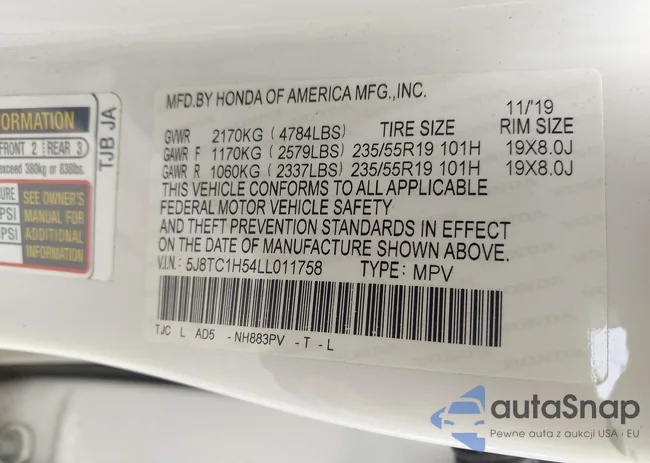 ORMATION
FRONT 2 REAR 3
exceed 380kg or 838lbs.
SEE OWNER'S
PSI MANUAL FOR
PSI ADDITIONAL
INFORMATION
TJB JA
MFD.BY HONDA OF AMERICA MFG.,INC.
11/'19
GVWR 2170KG (4784LBS) TIRE SIZE RIM SIZE
GAWR F 1170KG (2579LBS) 235/55R19 101H 19X8.0J
GAWR R 1060KG (2337LBS) 235/55R19 101H 19X8.0J
THIS VEHICLE CONFORMS TO ALL APPLICABLE
FEDERAL MOTOR VEHICLE SAFETY
AND THEFT PREVENTION STANDARDS IN EFFECT
ON THE DATE OF MANUFACTURE SHOWN ABOVE.
V.I.N.: 5J8TC1H54LL011758 TYPE: MPV
TJC L AD5 -NH883PV -T-L
autaSnap
Pewne auta z aukcji USA i EU